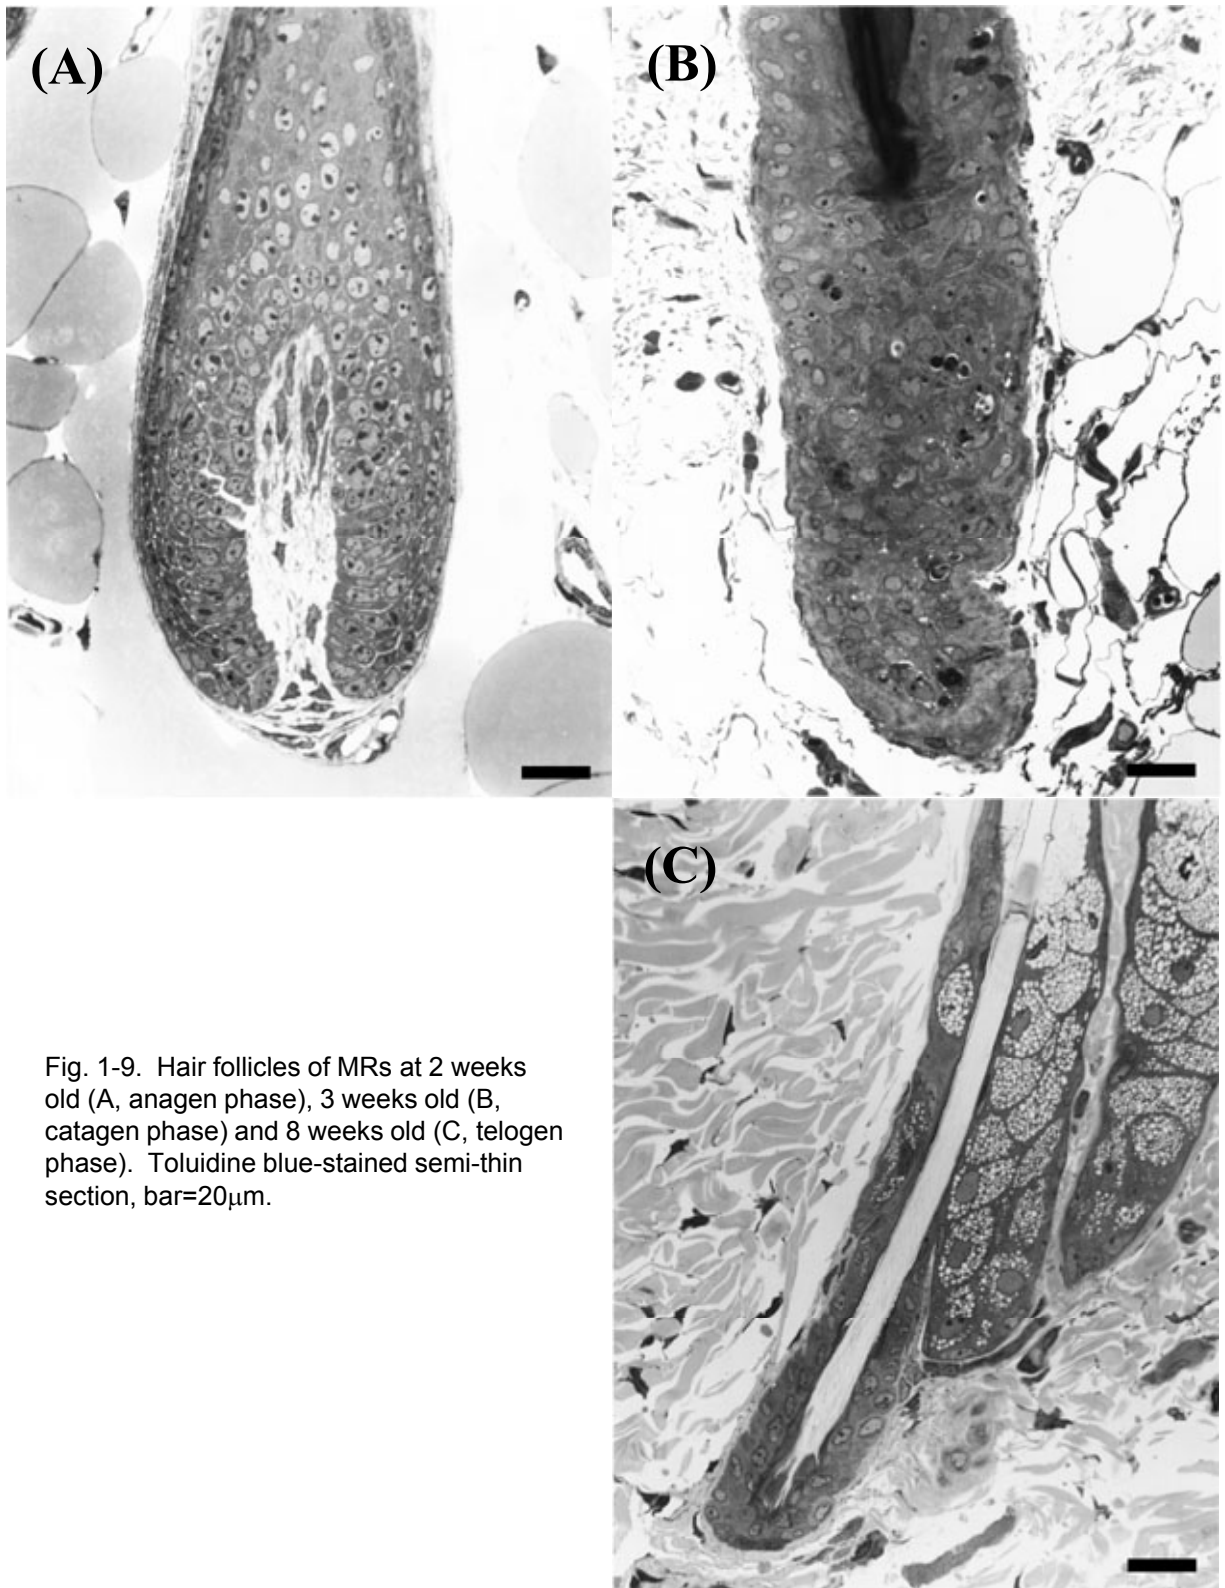 (A)
(B)
(C)
Fig. 1-9. Hair follicles of MRs at 2 weeks
old (A, anagen phase), 3 weeks old (B,
catagen phase) and 8 weeks old (C, telogen
phase). Toluidine blue-stained semi-thin
section, bar=20μm.